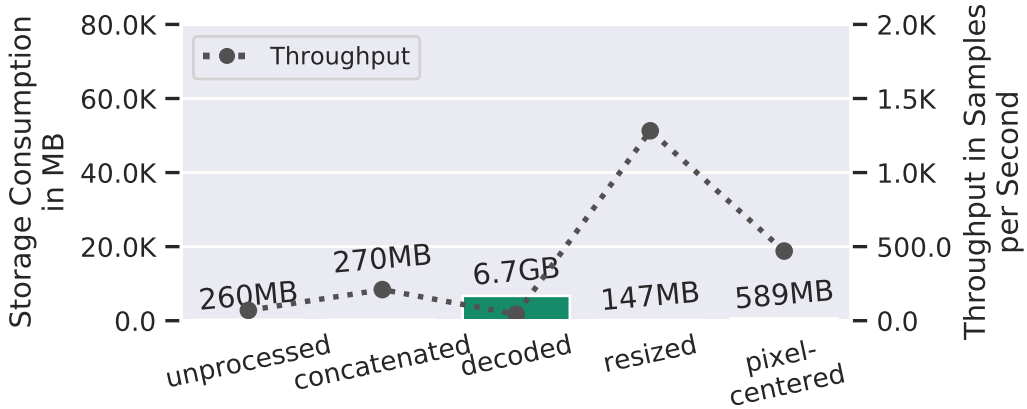 Storage Consumption
in MB
80.0K
60.0K
40.0K
20.0K
0.0
Throughput
260MB
270MB
6.7GB
147MB
589MB
unprocessed
concatenated
decoded
resized
pixel-
centered
2.0K
1.5K
1.0K
500.0
0.0
Throughput in Samples
per Second